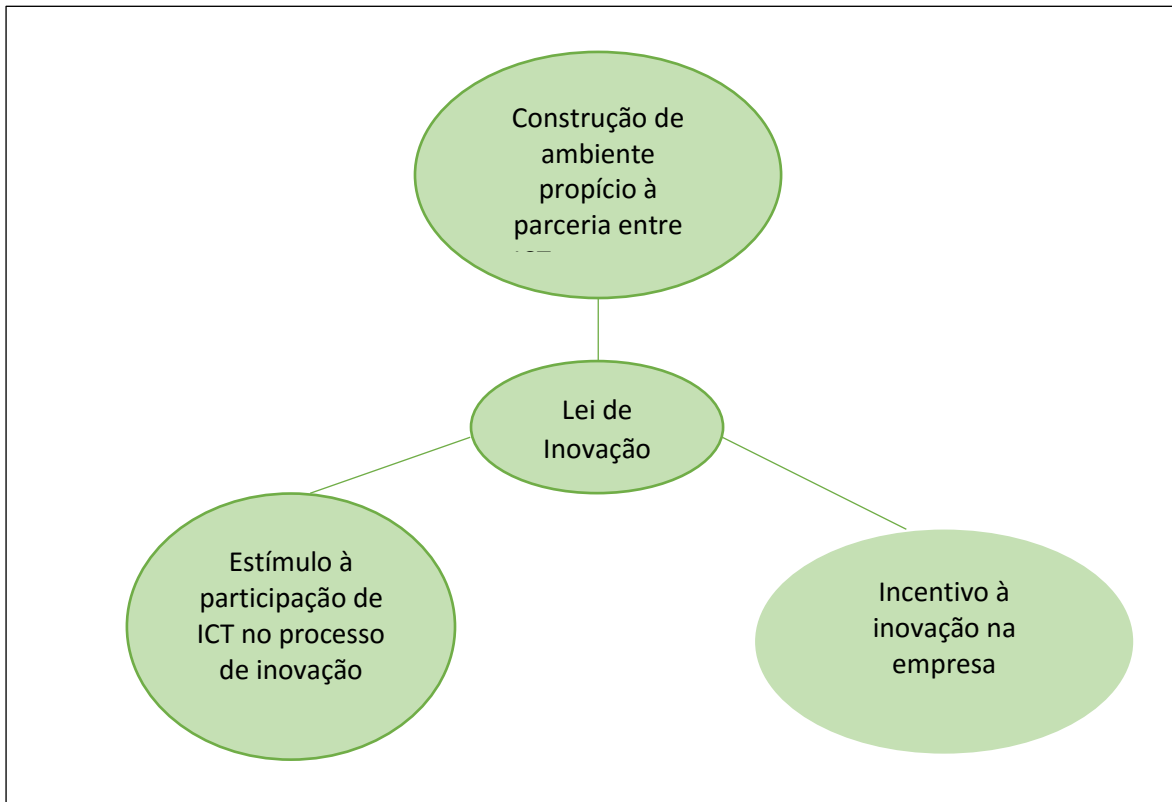 Construção de
ambiente
propício à
parceria entre
Lei de
Inovação
Estímulo à
participação de
ICT no processo
de inovação
Incentivo à
inovação na
empresa